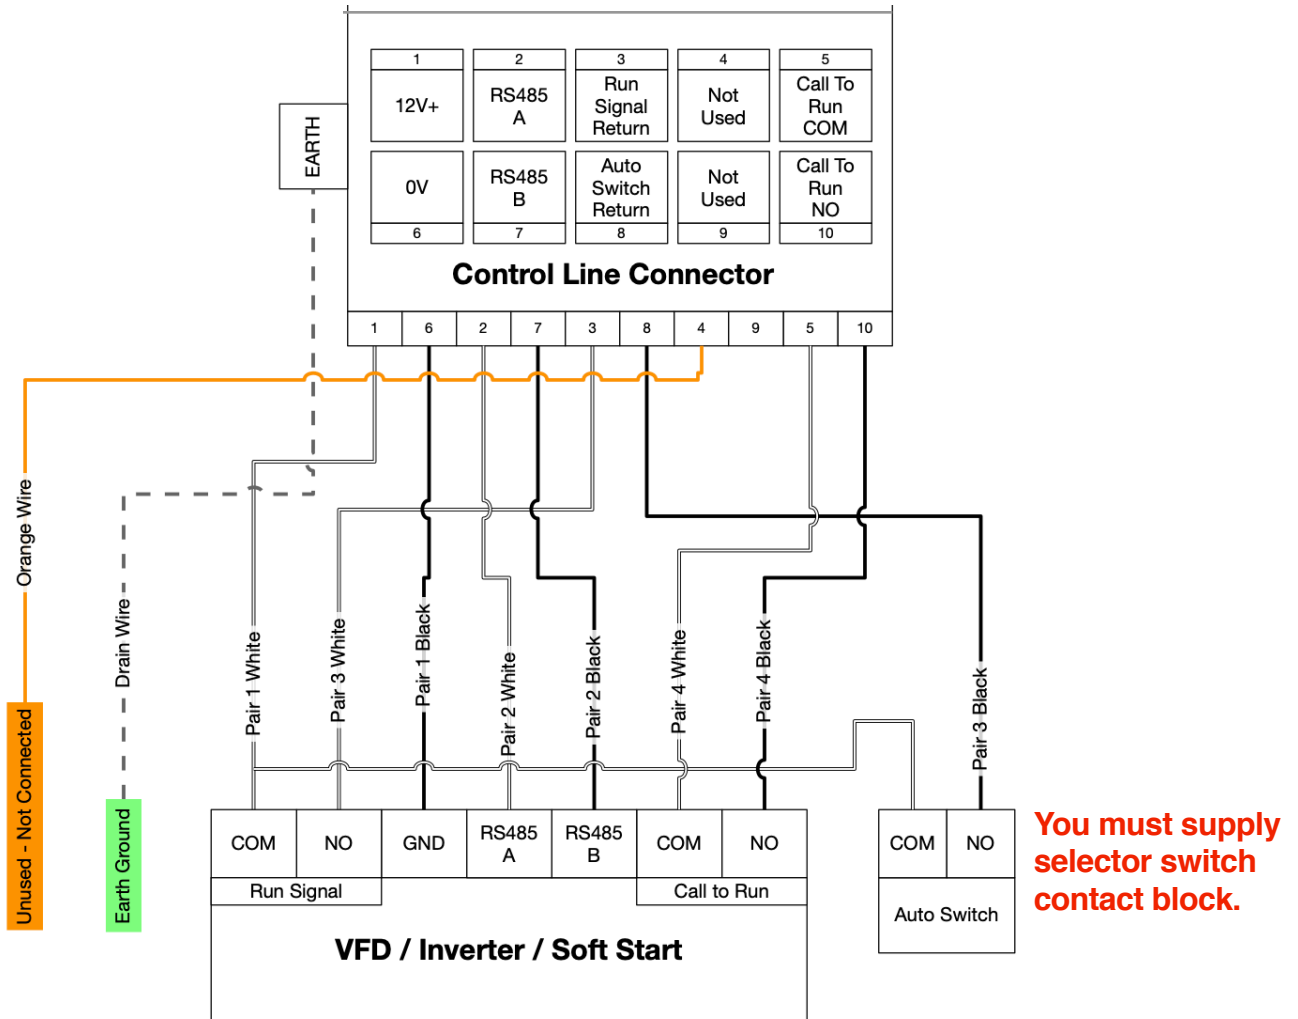 1
2
3
4
5
12V+
RS485
A
Run
Signal
Return
Not
Used
Call To
Run
COM
EARTH
0V
RS485
B
Auto
Switch
Return
Not
Used
Call To
Run
NO
6
7
8
9
10
Control Line Connector
1
6
2
7
3
8
4
9
5
10
Orange Wire
Drain Wire
Pair 1 White
Pair 3 White
Pair 1 Black
Pair 2 White
Pair 2 Black
Pair 4 White
Pair 4 Black
Pair 3 Black
Unused - Not Connected
Earth Ground
COM
NO
GND
RS485
A
RS485
B
COM
NO
COM
NO
Run Signal
Call to Run
Auto Switch
VFD / Inverter / Soft Start
You must supply
selector switch
contact block.